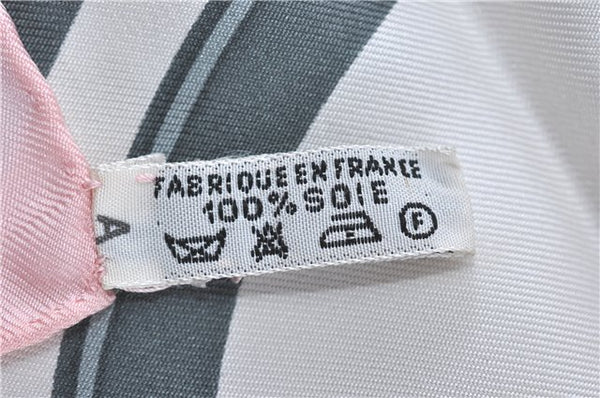 FABRIQUE EN FRANCE
100% SOIE
A
F